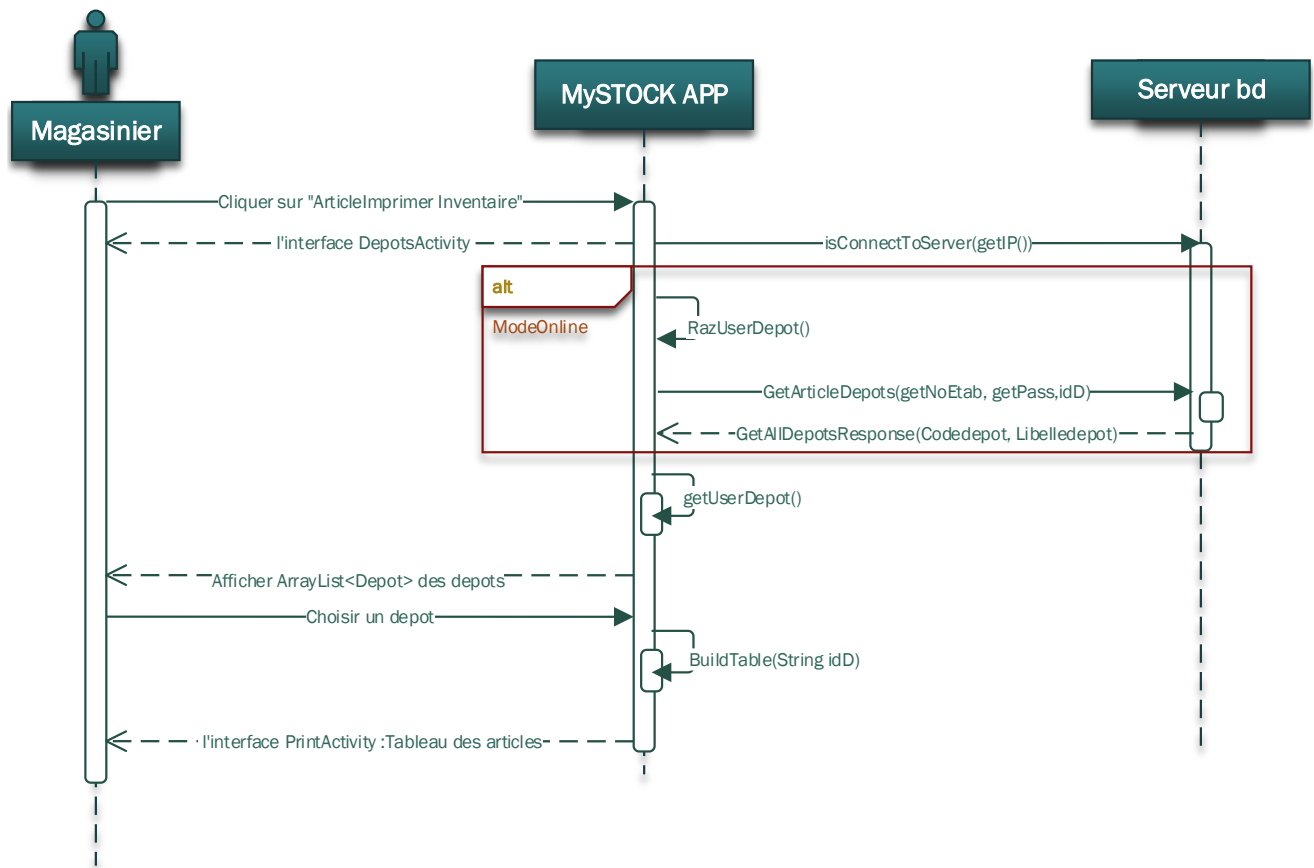 Magasinier
MySTOCK APP
Serveur bd
Cliquer sur "ArticleImprimer Inventaire"
l'interface DepotsActivity
isConnectToServer(getIP())
alt
ModeOnline
RazUserDepot()
GetArticleDepots(getNoEtab, getPass,idD)
GetAllDepotsResponse(Codedepot, Libelledepot)
getUserDepot()
Afficher ArrayList<Depot> des depots
Choisir un depot
BuildTable(String idD)
l'interface PrintActivity :Tableau des articles